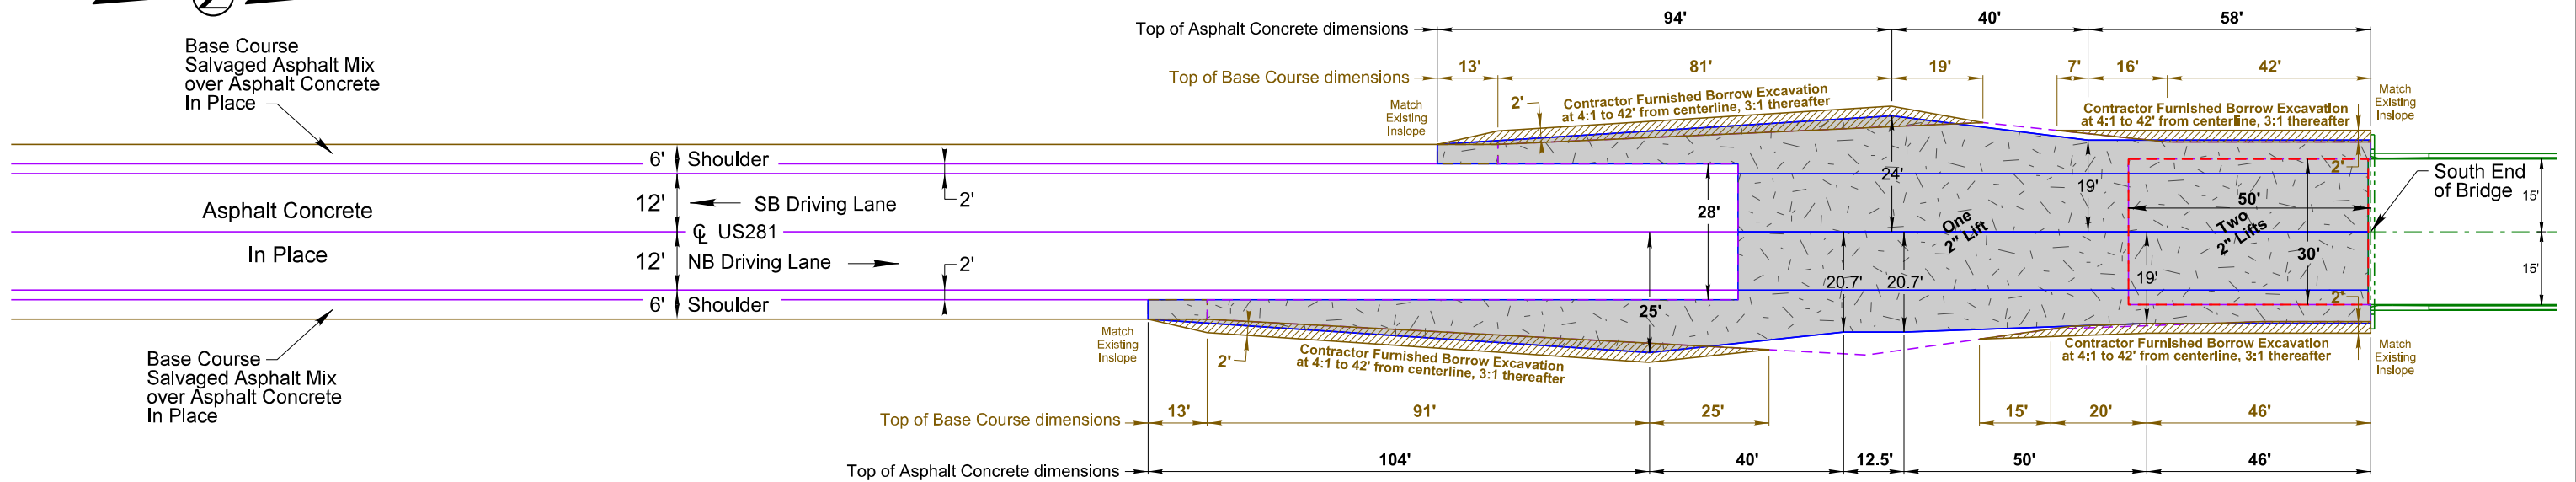 94'
40'
58'
Top of Asphalt Concrete dimensions
Base Course
Salvaged Asphalt Mix
over Asphalt Concrete
In Place
13'
81'
19'
7'
16'
42'
Top of Base Course dimensions
Match
Existing
Inslope
2'
Contractor Furnished Borrow Excavation
at 4:1 to 42' from centerline, 3:1 thereafter
Contractor Furnished Borrow Excavation
at 4:1 to 42' from centerline, 3:1 thereafter
Match
Existing
Inslope
6' Shoulder
2'
24'
19'
2'
South End
of Bridge
12'
SB Driving Lane
2'
28'
50'
15'
Asphalt Concrete
In Place
℄ US281
One
2" Lift
Two
2" Lifts
12'
NB Driving Lane
2'
20.7'
20.7'
19'
30'
15'
6' Shoulder
25'
2'
Match
Existing
Inslope
2'
Contractor Furnished Borrow Excavation
at 4:1 to 42' from centerline, 3:1 thereafter
Contractor Furnished Borrow Excavation
at 4:1 to 42' from centerline, 3:1 thereafter
Match
Existing
Inslope
Base Course
Salvaged Asphalt Mix
over Asphalt Concrete
In Place
Top of Base Course dimensions
13'
91'
25'
15'
20'
46'
Top of Asphalt Concrete dimensions
104'
40'
12.5'
50'
46'